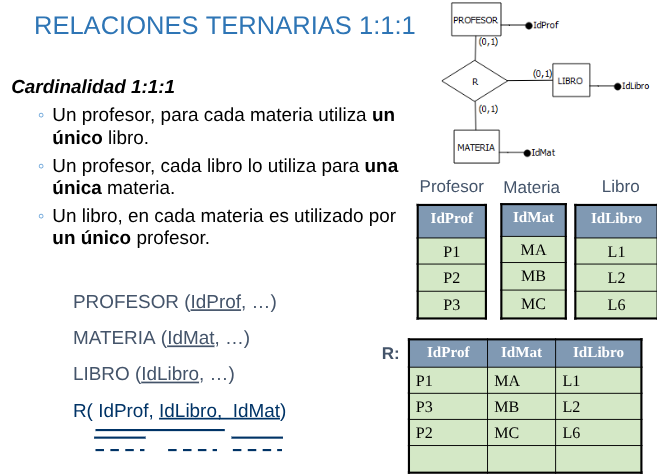 RELACIONES TERNARIAS 1:1:1
Cardinalidad 1:1:1
◦ Un profesor, para cada materia utiliza un
único libro.
◦ Un profesor, cada libro lo utiliza para una
única materia.
◦ Un libro, en cada materia es utilizado por
un único profesor.
PROFESOR (IdProf, …)
MATERIA (IdMat, …)
LIBRO (IdLibro, …)
R( IdProf, IdLibro, IdMat)
PROFESOR
IdProf
(0,1)
R
(0,1)
LIBRO
IdLibro
(0,1)
MATERIA
IdMat
Profesor Materia Libro
IdProf IdMat IdLibro
P1 MA L1
P2 MB L2
P3 MC L6
R:
IdProf IdMat IdLibro
P1 MA L1
P3 MB L2
P2 MC L6